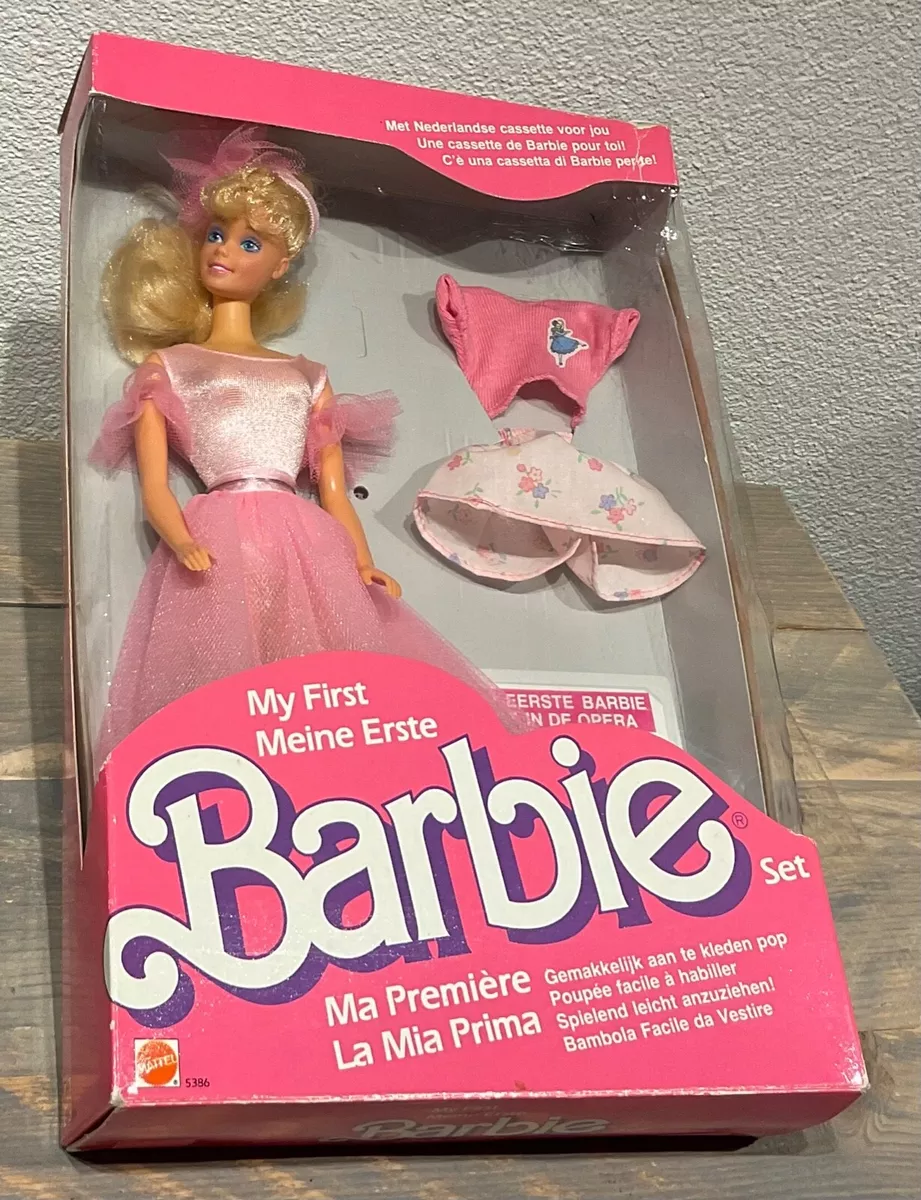 Met Nederlandse cassette voor jou
Une cassette de Barbie pour toi!
C'è una cassetta di Barbie per te!
EERSTE BARBIE
IN DE OPERA
My First
Meine Erste
Barbie®
Set
Ma Première
La Mia Prima
Gemakkelijk aan te kleden pop
Poupée facile à habiller
Spielend leicht anzuziehen!
Bambola Facile da Vestire
MATTEL
5386
My First
Barbie